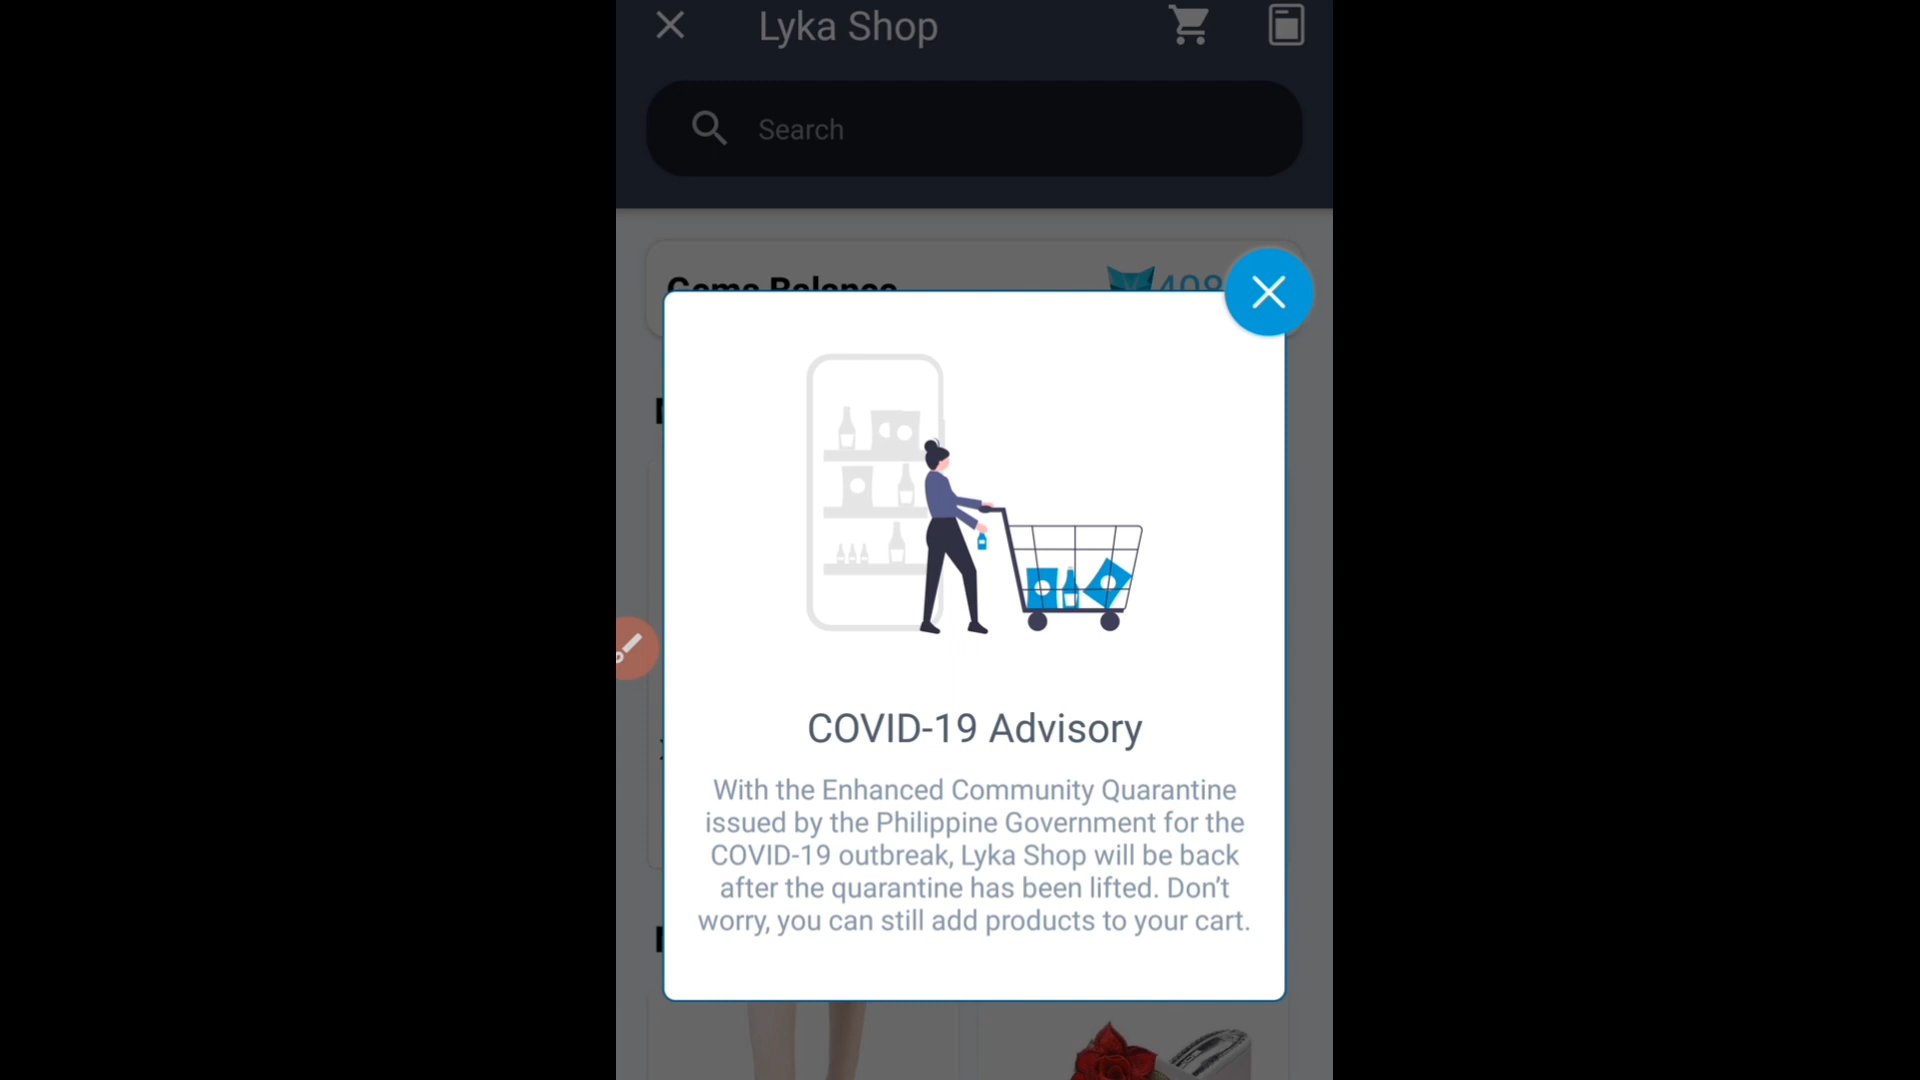 Lyka Shop
Search
Gems Balance
COVID-19 Advisory
With the Enhanced Community Quarantine
issued by the Philippine Government for the
COVID-19 outbreak, Lyka Shop will be back
after the quarantine has been lifted. Don’t
worry, you can still add products to your cart.